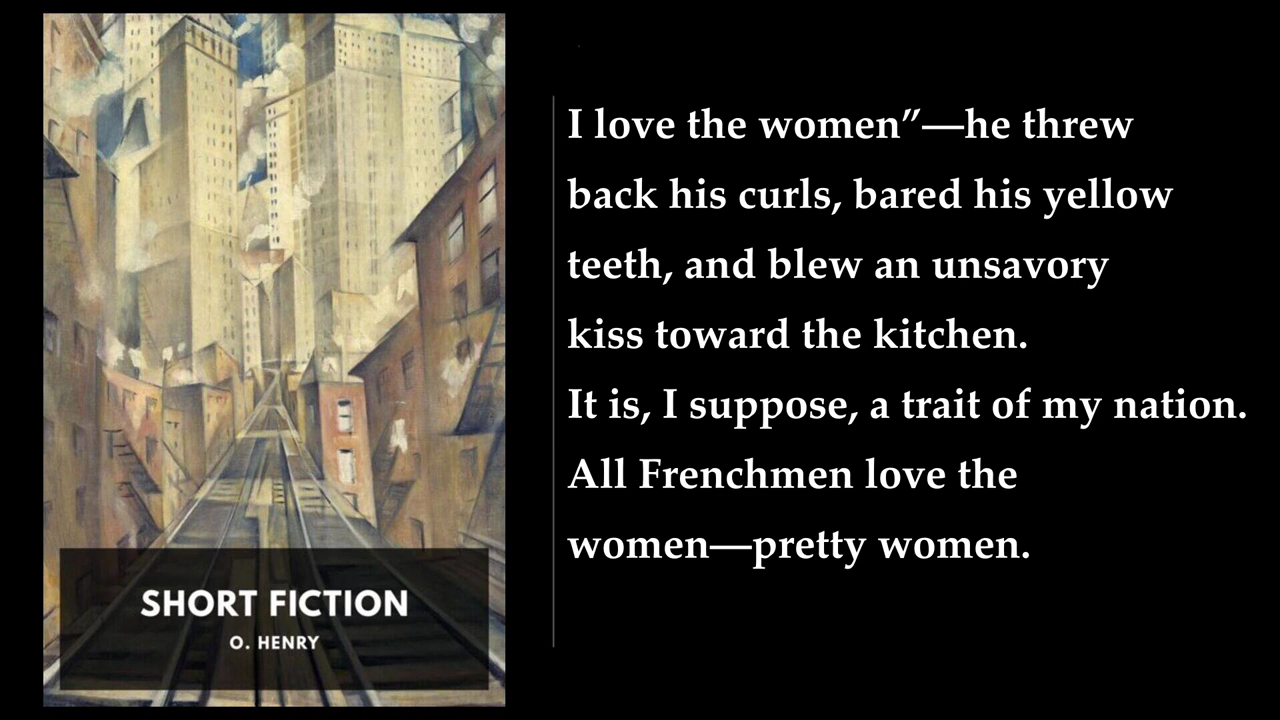 SHORT FICTION
O. HENRY
I love the women”—he threw
back his curls, bared his yellow
teeth, and blew an unsavory
kiss toward the kitchen.
It is, I suppose, a trait of my nation.
All Frenchmen love the
women—pretty women.